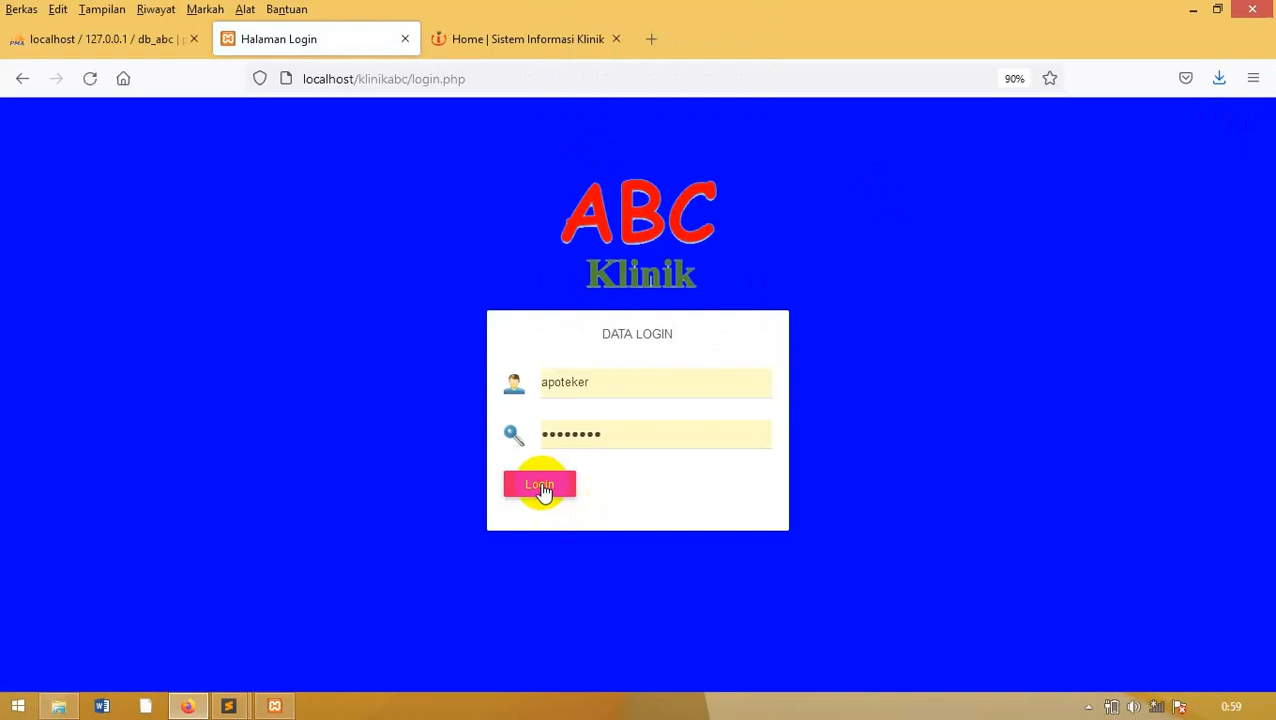 Berkas Edit Tampilan Riwayat Markah Alat Bantuan
PMA localhost / 127.0.0.1 / db_abc | p Halaman Login Home | Sistem Informasi Klinik
localhost/klinikabc/login.php 90%
ABC
Klinik
DATA LOGIN
apoteker
••••••••
Login
0:59